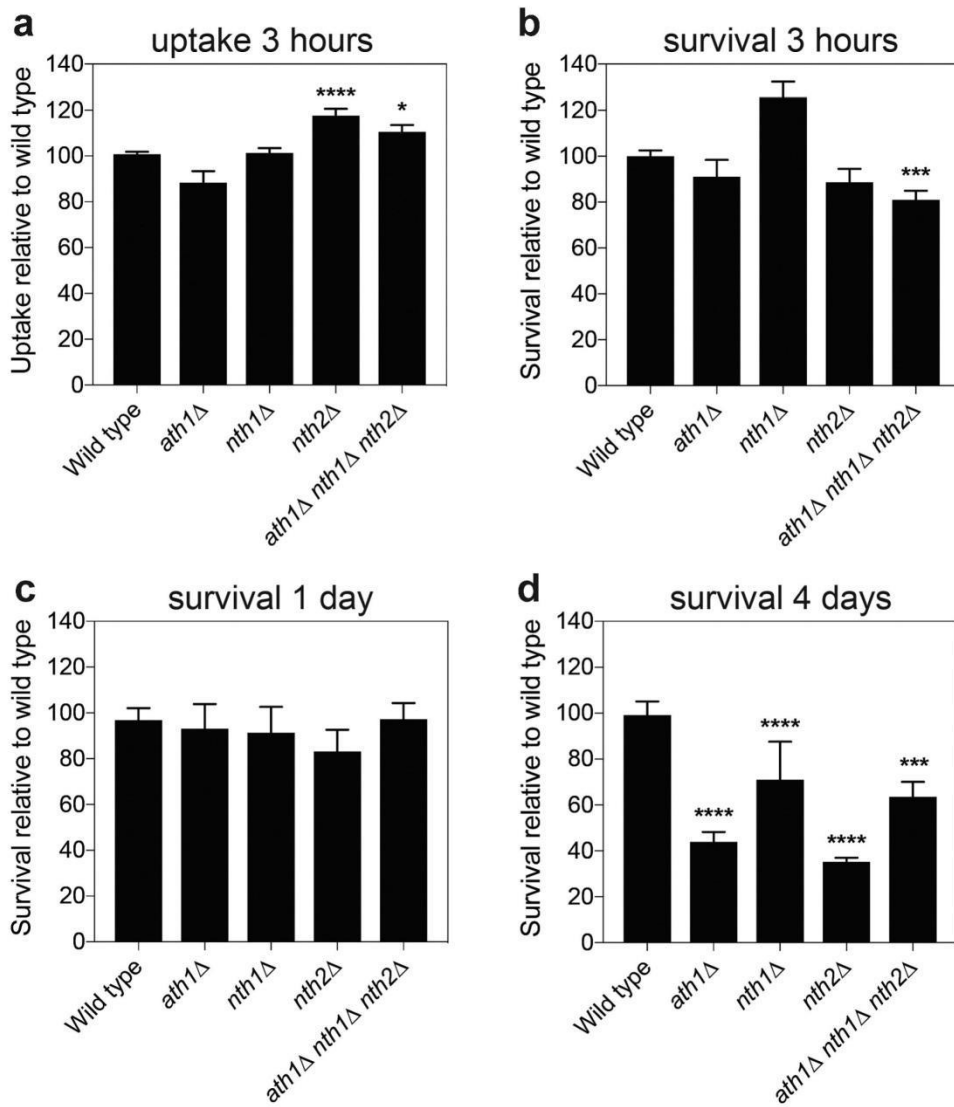 a
uptake 3 hours
Uptake relative to wild type
140
120
100
80
60
40
20
0
****
*
Wild type
ath1Δ
nth1Δ
nth2Δ
ath1Δ nth1Δ nth2Δ
b
survival 3 hours
Survival relative to wild type
140
120
100
80
60
40
20
0
***
Wild type
ath1Δ
nth1Δ
nth2Δ
ath1Δ nth1Δ nth2Δ
c
survival 1 day
Survival relative to wild type
140
120
100
80
60
40
20
0
Wild type
ath1Δ
nth1Δ
nth2Δ
ath1Δ nth1Δ nth2Δ
d
survival 4 days
Survival relative to wild type
140
120
100
80
60
40
20
0
****
****
****
***
Wild type
ath1Δ
nth1Δ
nth2Δ
ath1Δ nth1Δ nth2Δ